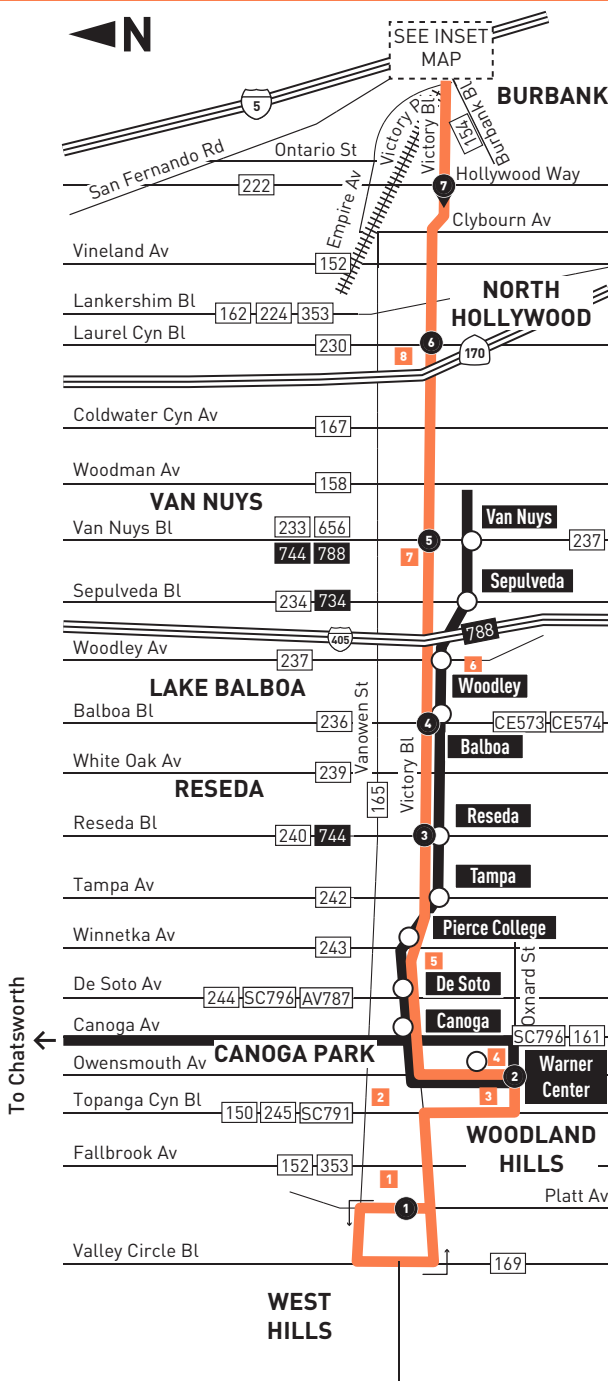 N
SEE INSET
MAP
BURBANK
5
Victory Pl
Victory Bl
154
Burbank Bl
San Fernando Rd
Ontario St
222
7
Hollywood Way
Empire Av
Clybourn Av
Vineland Av
152
Lankershim Bl
162 224 353
NORTH
HOLLYWOOD
Laurel Cyn Bl
230
6
8
170
Coldwater Cyn Av
167
Woodman Av
158
VAN NUYS
Van Nuys
Van Nuys Bl
233 656
5
237
744 788
7
Sepulveda
Sepulveda Bl
234 734
405
788
Woodley Av
237
6
LAKE BALBOA
Woodley
Vanowen St
Balboa Bl
236
4
CE573 CE574
Victory Bl
Balboa
White Oak Av
239
RESEDA
165
Reseda
Reseda Bl
240 744
3
Tampa
Tampa Av
242
Pierce College
Winnetka Av
243
5
Oxnard St
De Soto Av
244 SC796 AV787
De Soto
Canoga
Canoga Av
SC796 161
To Chatsworth
CANOGA PARK
4
Owensmouth Av
2
Warner
Center
Topanga Cyn Bl
2
3
150 245 SC791
WOODLAND
HILLS
Fallbrook Av
152 353
1
Platt Av
1
Valley Circle Bl
169
WEST
HILLS